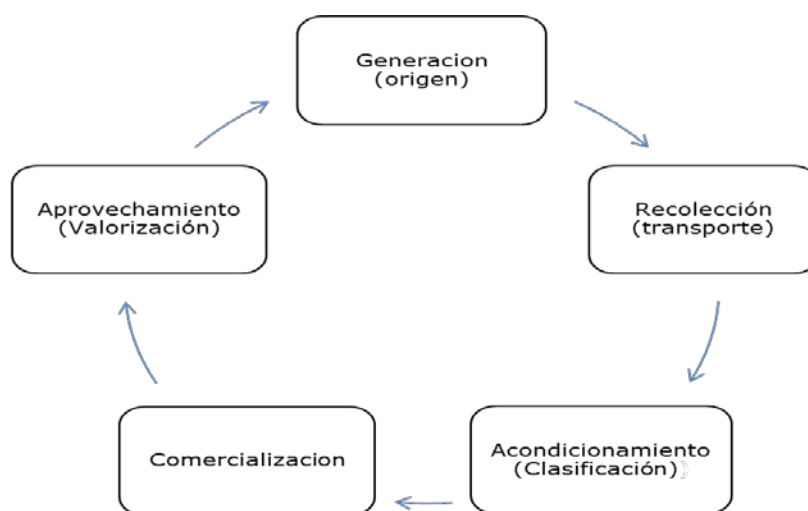 Generacion
(origen)
Recolección
(transporte)
Acondicionamiento
(Clasificación))
Comercializacion
Aprovechamiento
(Valorización)